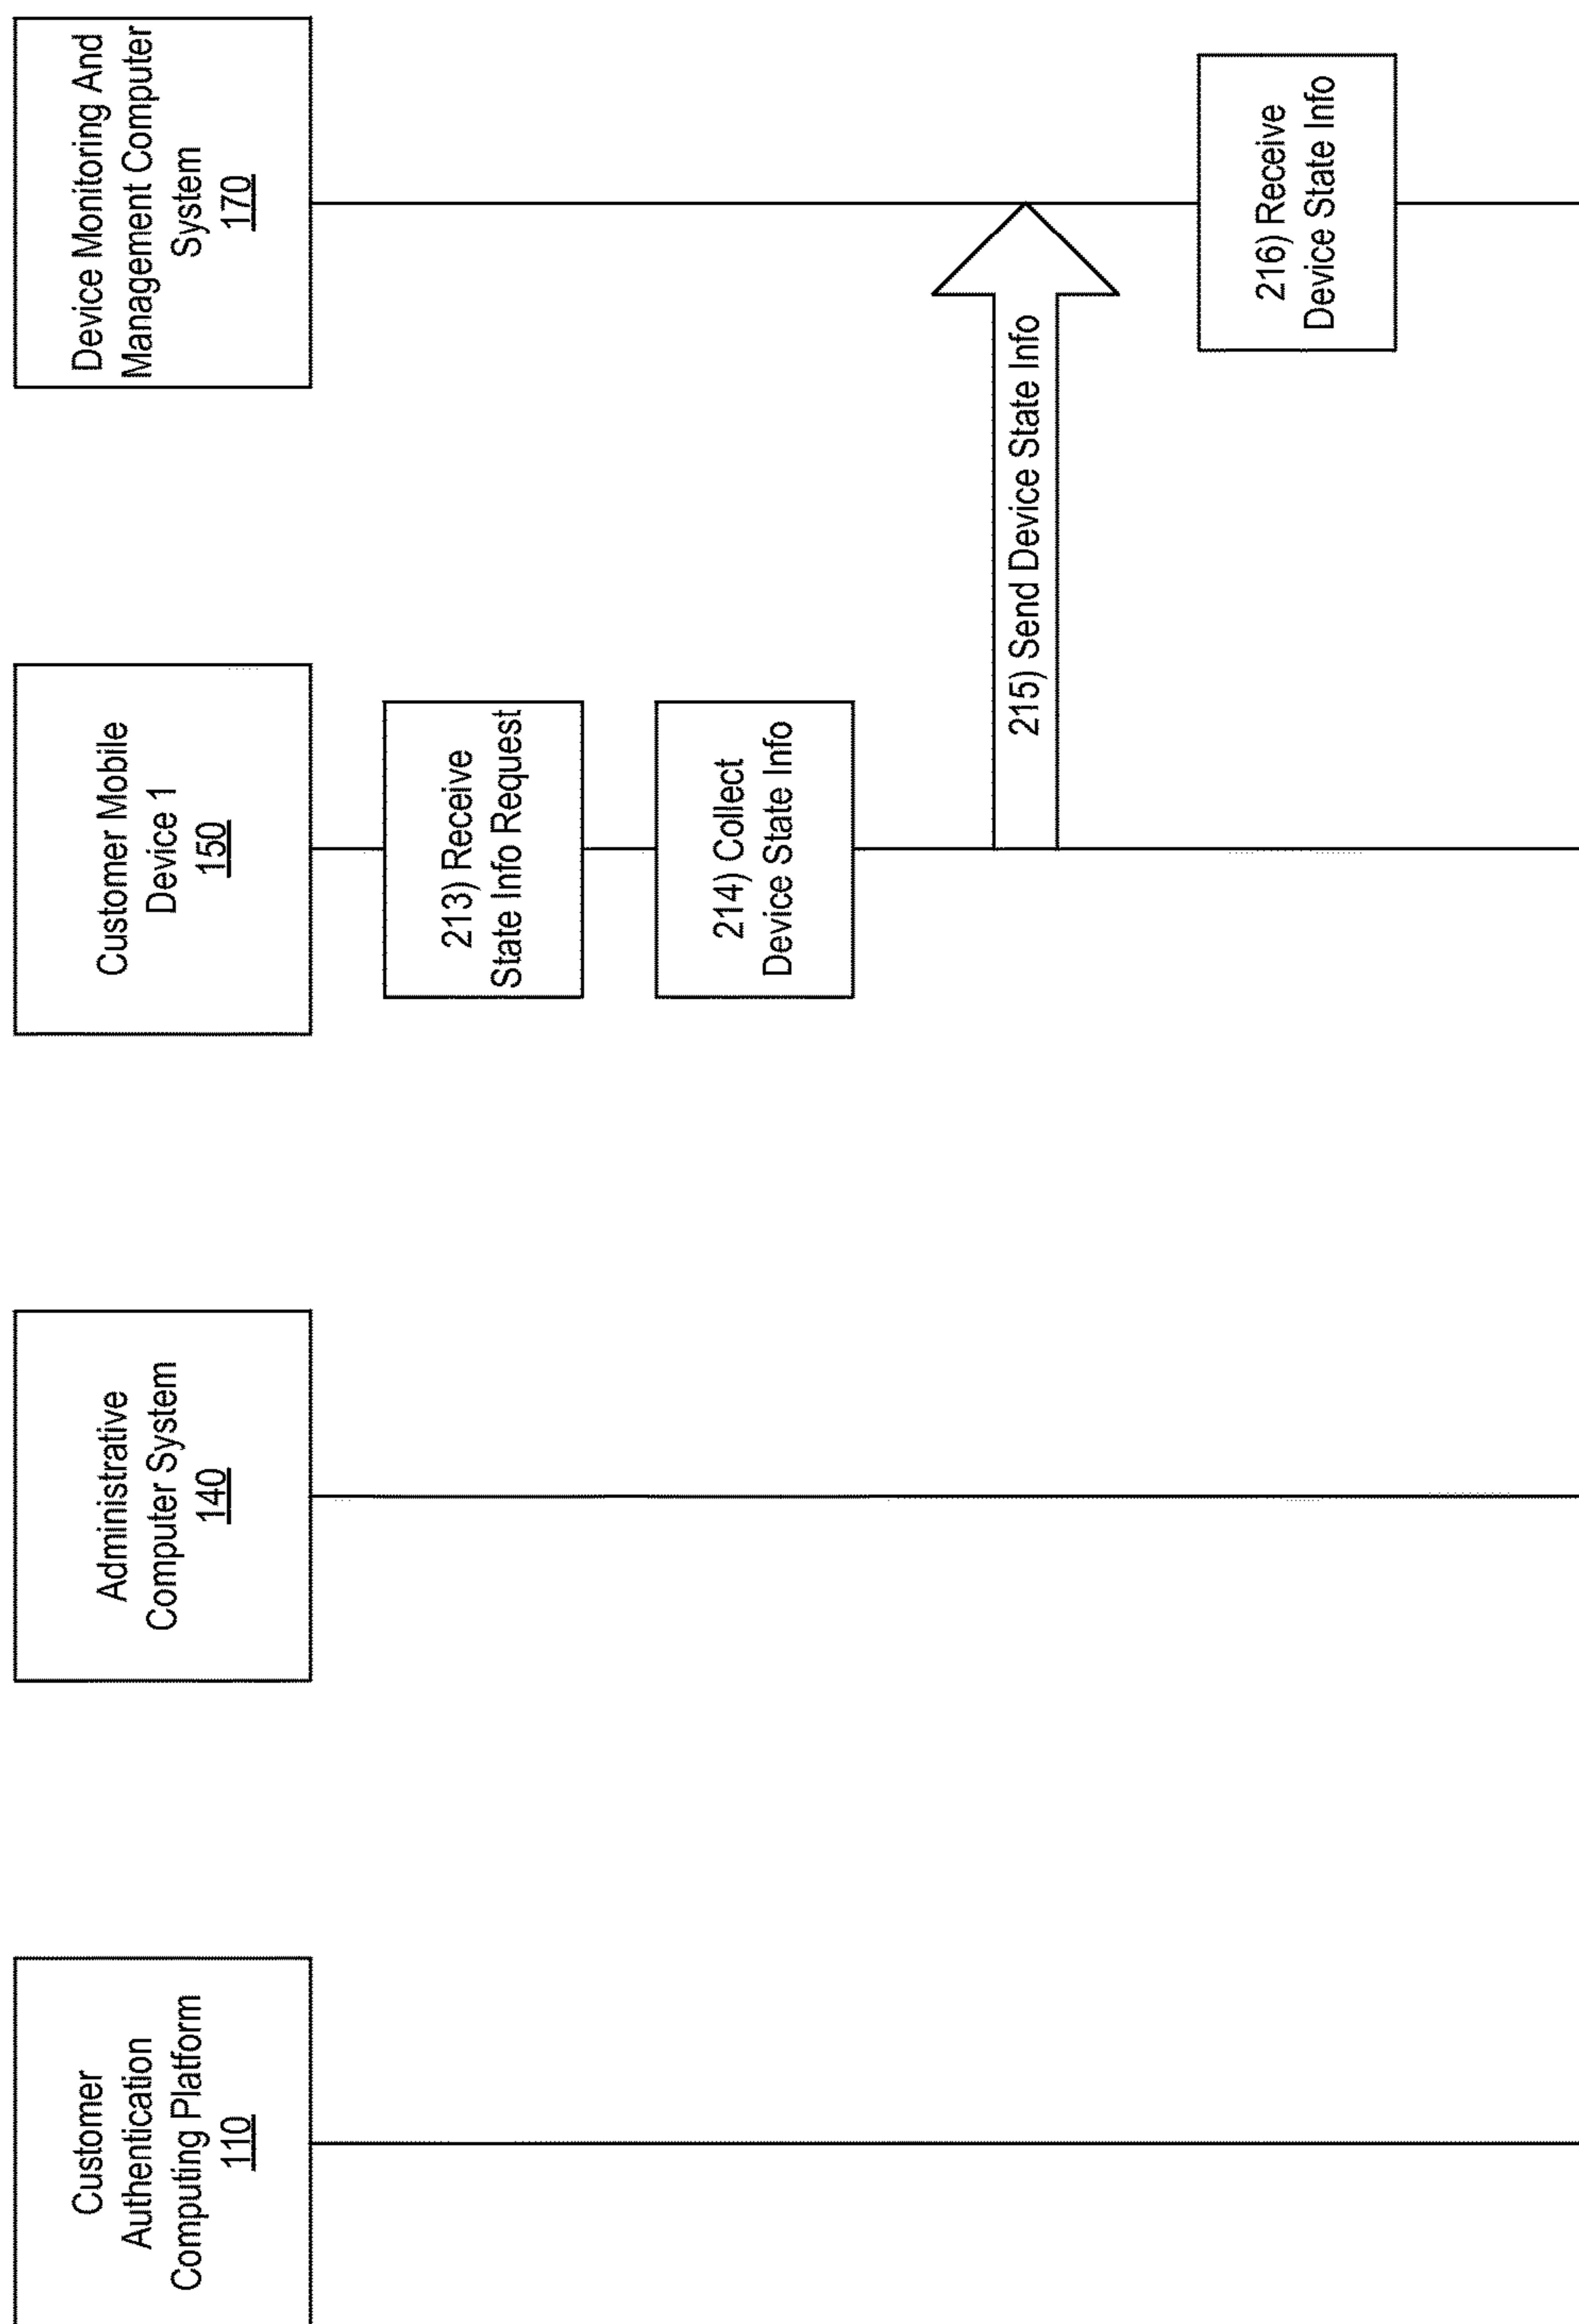 Customer
Authentication
Computing Platform
110
Administrative
Computer System
140
Customer Mobile
Device 1
150
Device Monitoring And
Management Computer
System
170
213) Receive
State Info Request
214) Collect
Device State Info
215) Send Device State Info
216) Receive
Device State Info